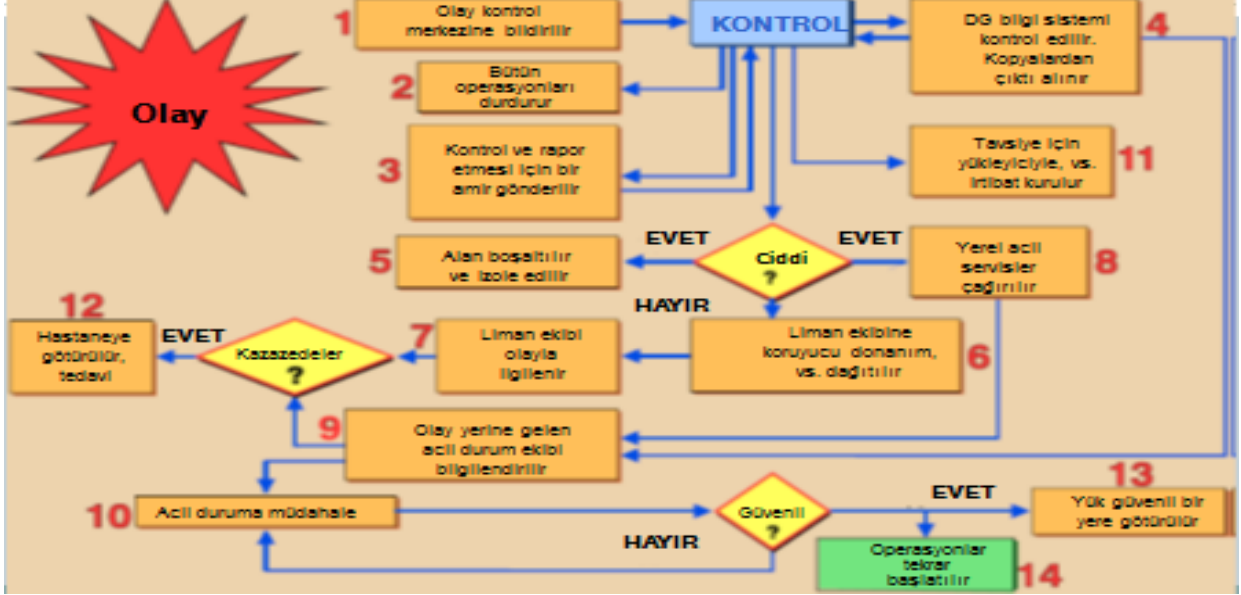 1
Olay kontrol
merkezine bildirilir
KONTROL
DG bilgi sistemi
kontrol edilir.
Kopyalardan
çıktı alınır
4
Olay
2
Bütün
operasyonları
durdurur
3
Kontrol ve rapor
etmesi için bir
amir gönderilir
Tavsiye için
yükleyiciyle, vs.
irtibat kurulur
11
5
Alan boşaltılır
ve izole edilir
EVET
Ciddi
?
EVET
Yerel acil
servisler
çağırılır
8
HAYIR
12
Hastaneye
götürülür,
tedavi
EVET
Kazazedeler
?
7
Liman ekibi
olayla
ilgilenir
Liman ekibine
koruyucu donanım,
vs. dağıtılır
6
9
Olay yerine gelen
acil durum ekibi
bilgilendirilir
10
Acil duruma müdahale
Güvenli
?
EVET
13
Yük güvenli bir
yere götürülür
HAYIR
Operasyonlar
tekrar
başlatılır
14